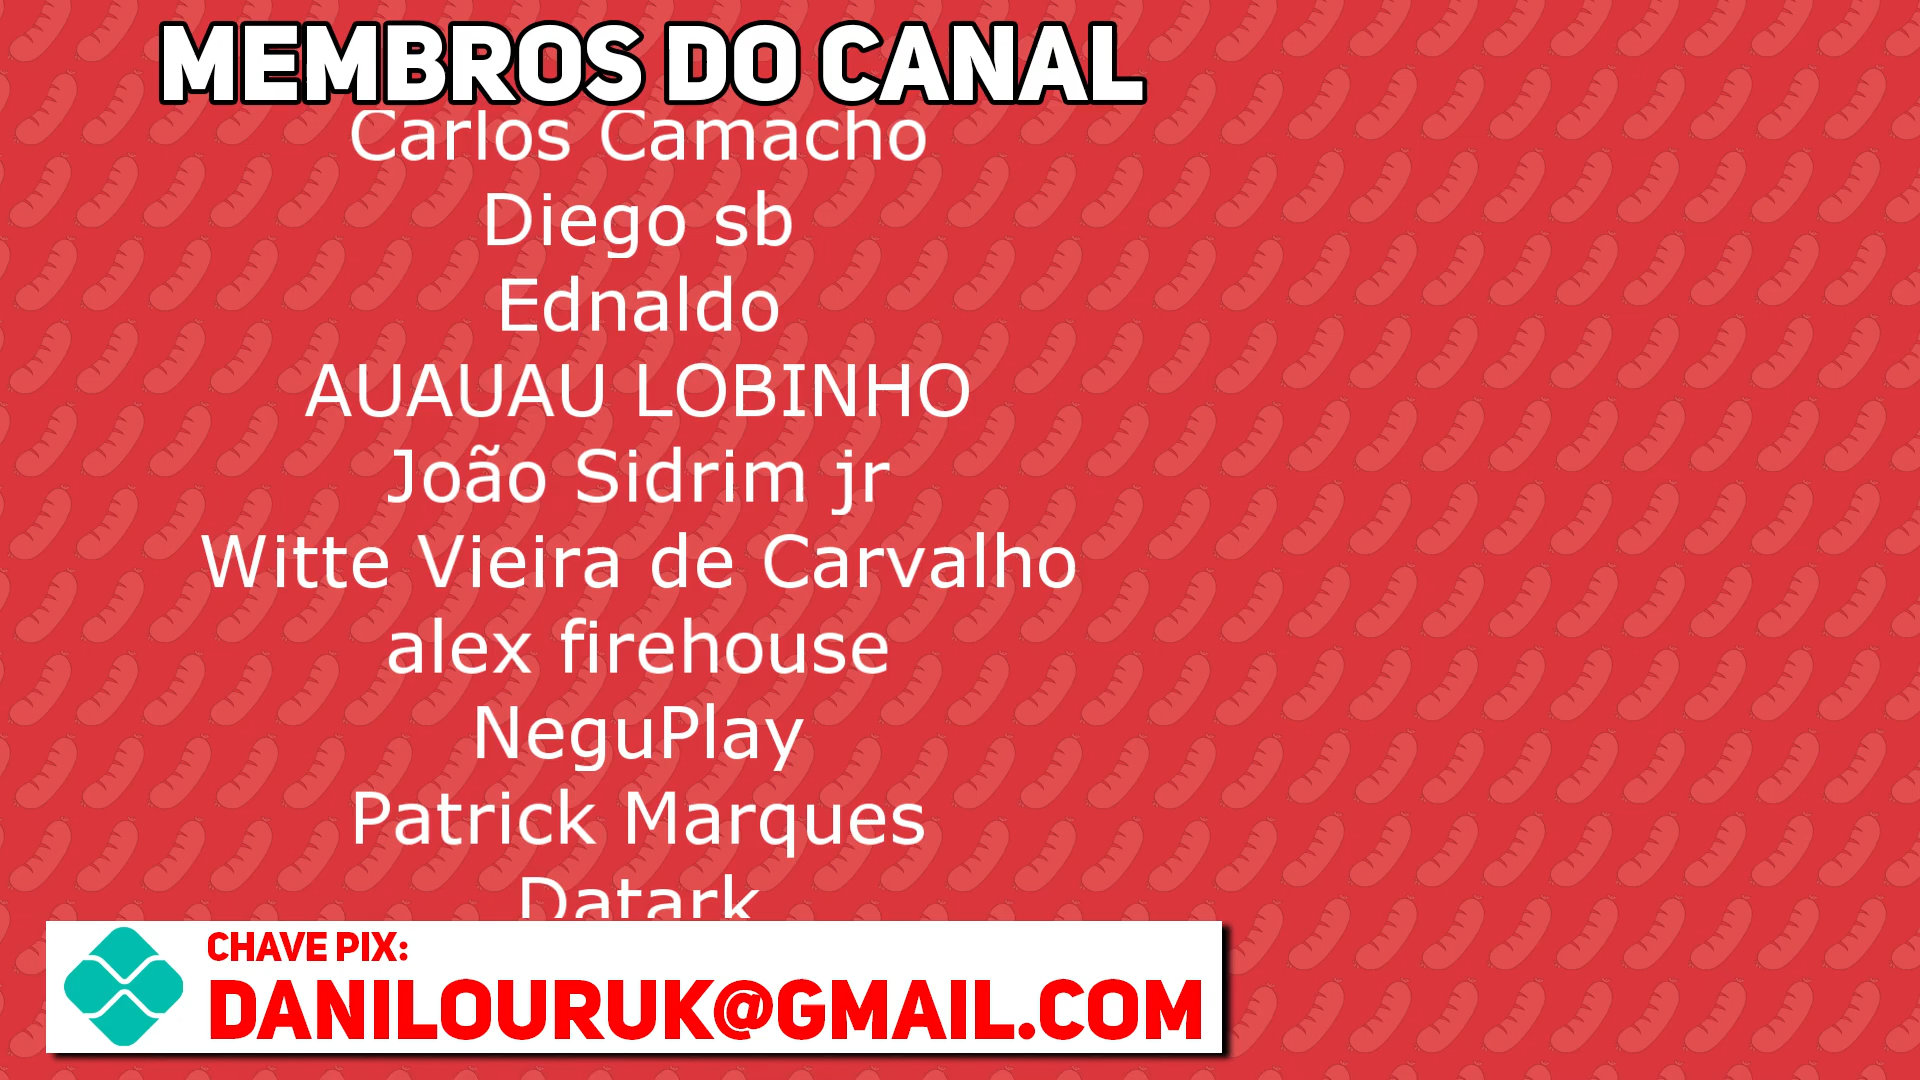 MEMBROS DO CANAL
Carlos Camacho
Diego sb
Ednaldo
AUAUAU LOBINHO
João Sidrim jr
Witte Vieira de Carvalho
alex firehouse
NeguPlay
Patrick Marques
Datark
CHAVE PIX:
DANILOURUK@GMAIL.COM